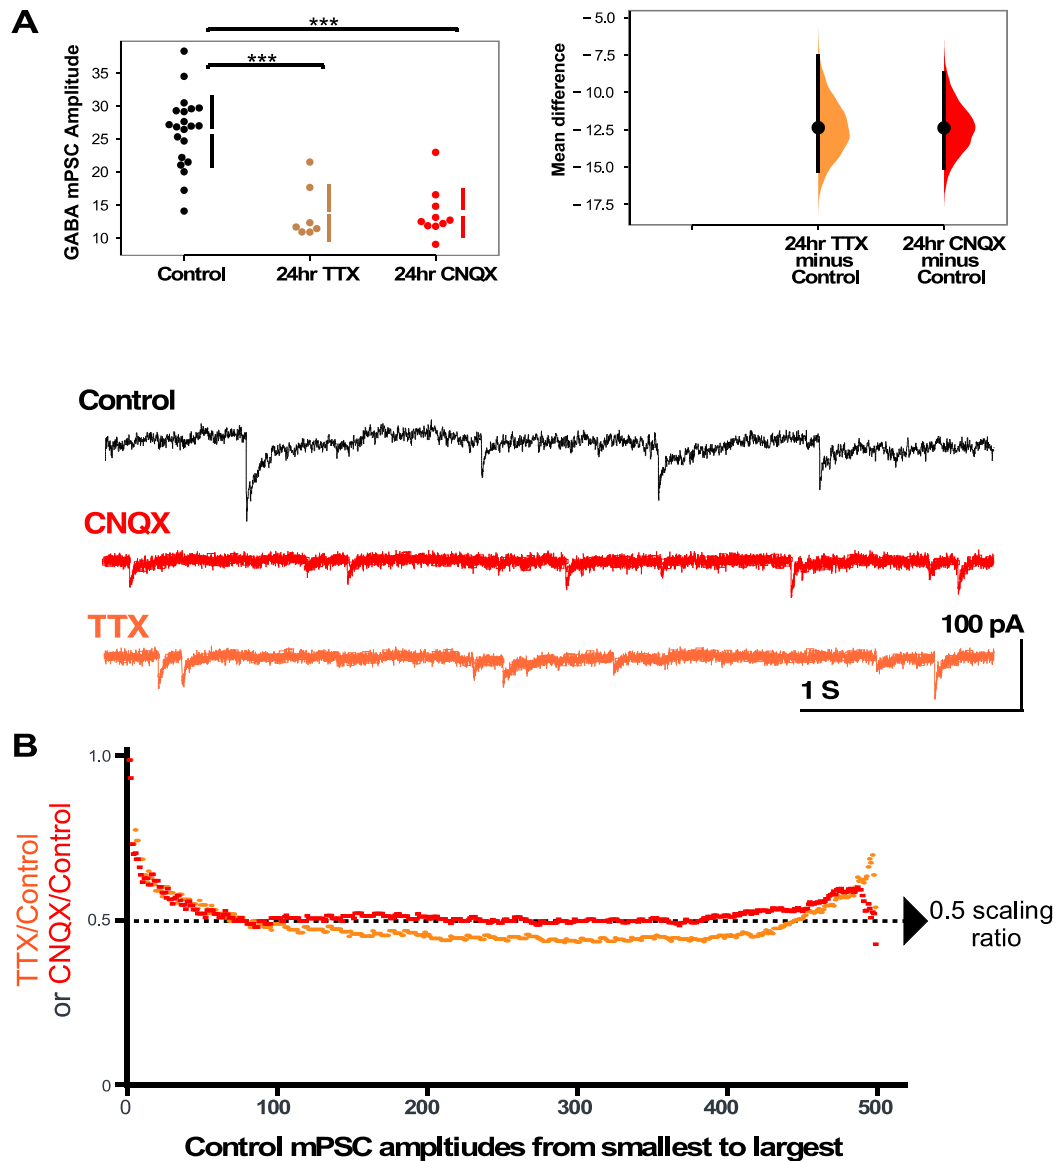 A
***
***
GABA mPSC Amplitude
35
30
25
20
15
10
Control
24hr TTX
24hr CNQX
Mean difference
−5.0
−7.5
−10.0
−12.5
−15.0
−17.5
24hr TTX
minus
Control
24hr CNQX
minus
Control
Control
CNQX
TTX
100 pA
1 S
B
TTX/Control
or CNQX/Control
1.0
0.5
0
0.5 scaling
ratio
0
100
200
300
400
500
Control mPSC ampltiudes from smallest to largest